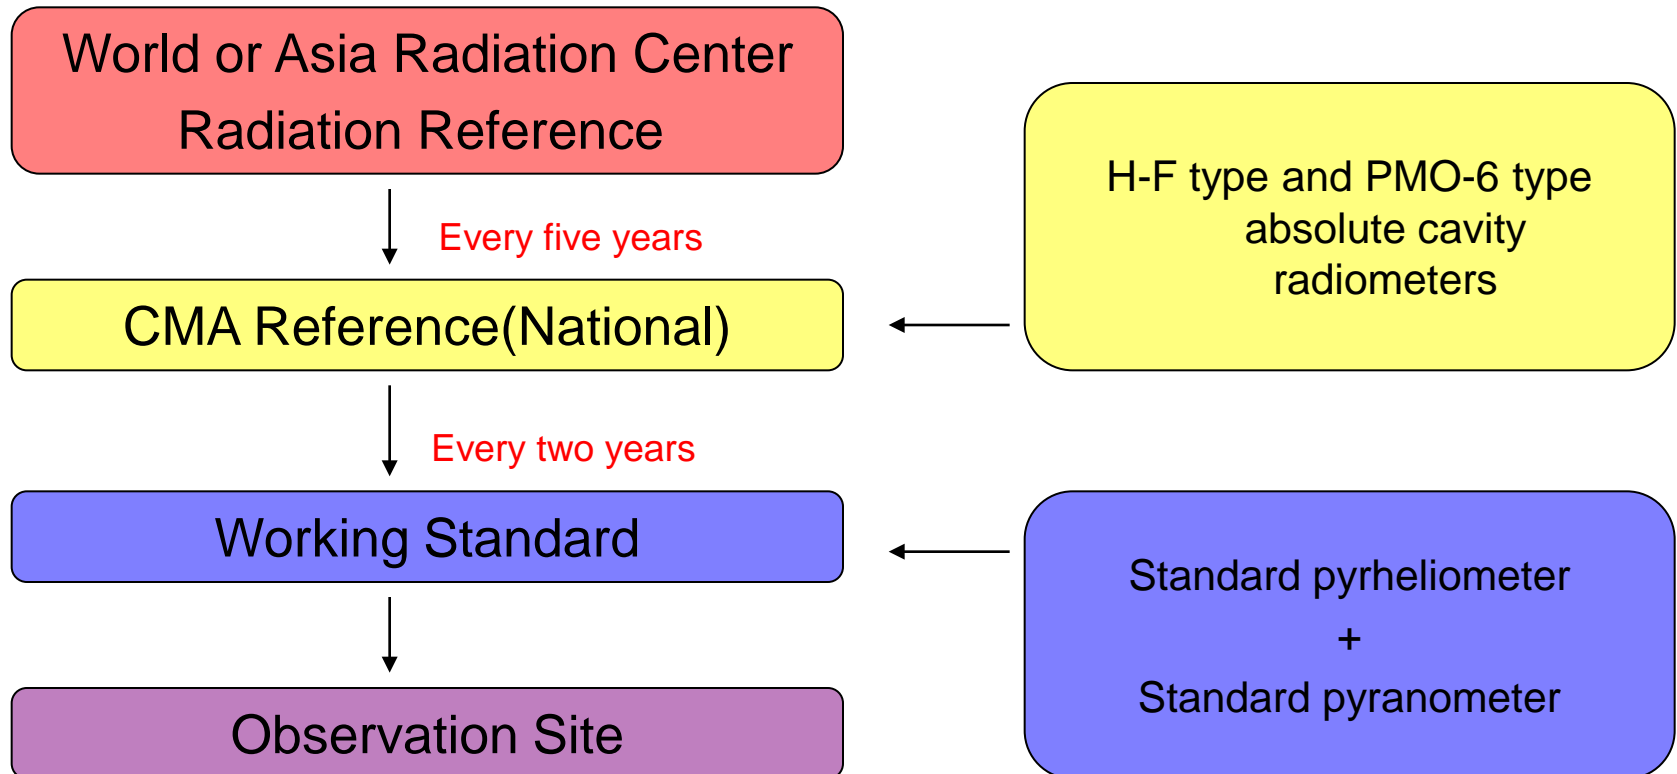 World or Asia Radiation Center
Radiation Reference
Every five years
CMA Reference(National)
Every two years
Working Standard
Observation Site
H-F type and PMO-6 type
absolute cavity
radiometers
Standard pyrheliometer
+
Standard pyranometer